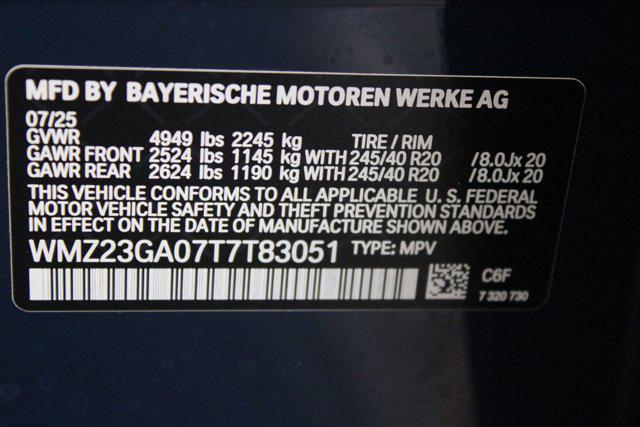 MFD BY BAYERISCHE MOTOREN WERKE AG
07/25
GVWR 4949 lbs 2245 kg TIRE / RIM
GAWR FRONT 2524 lbs 1145 kg WITH 245/40 R20 /8.0Jx 20
GAWR REAR 2624 lbs 1190 kg WITH 245/40 R20 /8.0Jx 20
THIS VEHICLE CONFORMS TO ALL APPLICABLE U. S. FEDERAL
MOTOR VEHICLE SAFETY AND THEFT PREVENTION STANDARDS
IN EFFECT ON THE DATE OF MANUFACTURE SHOWN ABOVE.
WMZ23GA07T7T83051 TYPE: MPV
C6F
7 320 730